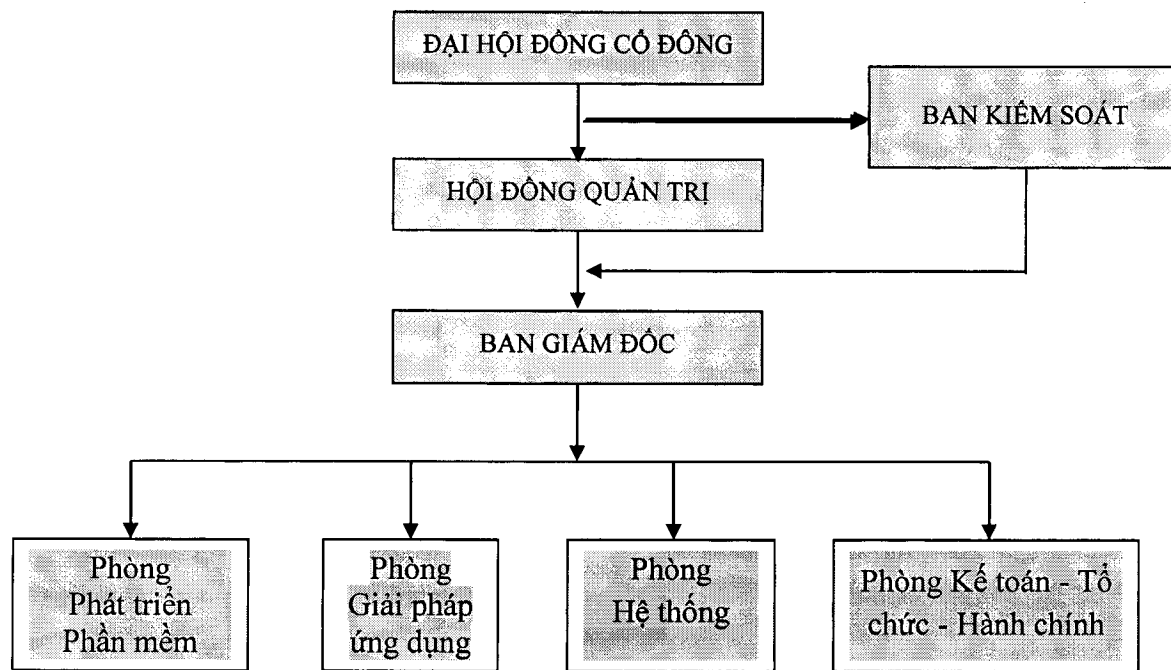 ĐẠI HỘI ĐỒNG CỔ ĐÔNG
BAN KIỂM SOÁT
HỘI ĐỒNG QUẢN TRỊ
BAN GIÁM ĐỐC
Phòng
Phát triển
Phần mềm
Phòng
Giải pháp
ứng dụng
Phòng
Hệ thống
Phòng Kế toán - Tổ
chức - Hành chính